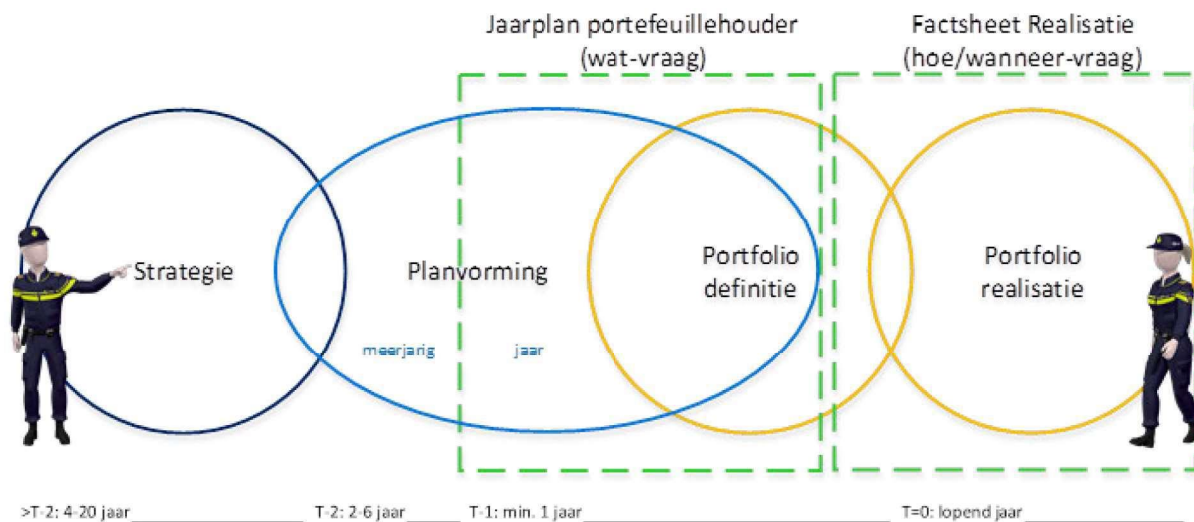 Jaarplan portefeuillehouder
(wat-vraag)
Factsheet Realisatie
(hoe/wanneer-vraag)
Strategie
Planvorming
Portfolio
definitie
Portfolio
realisatie
meerjarig
jaar
>T-2: 4-20 jaar
T-2: 2-6 jaar
T-1: min. 1 jaar
T=0: lopend jaar